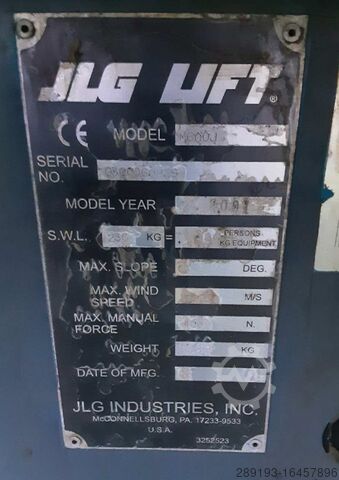 JLG LIFT®
CE MODEL
SERIAL
NO.
MODEL YEAR
S.W.L. 230 KG= PERSONS
KG EQUIPMENT
MAX. SLOPE DEG.
MAX. WIND
SPEED M/S
MAX. MANUAL
FORCE N.
WEIGHT KG
DATE OF MFG.
JLG INDUSTRIES, INC.
McCONNELLSBURG, PA. 17233-9533
U.S.A.
3252523
289193-16457896